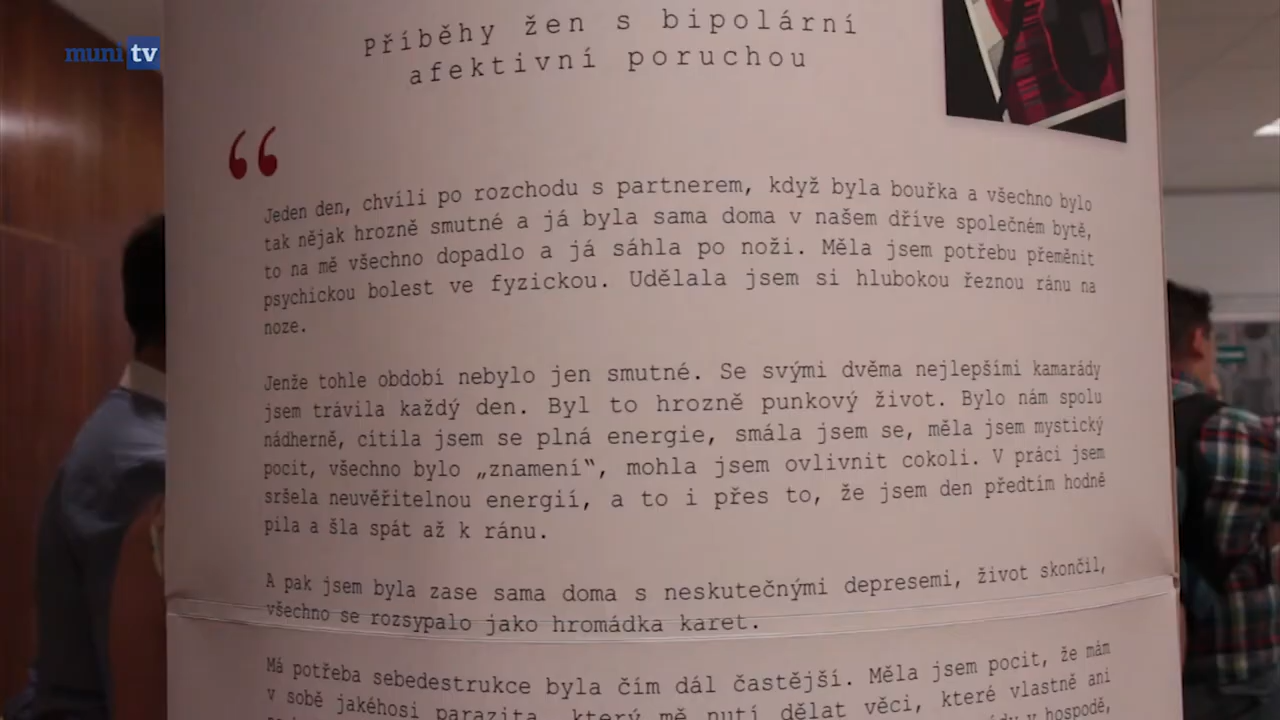 muni tv
Příběhy žen s bipolární
afektivní poruchou
“
Jeden den, chvíli po rozchodu s partnerem, když byla bouřka a všechno bylo
tak nějak hrozně smutné a já byla sama doma v našem dříve společném bytě,
to na mě všechno dopadlo a já sáhla po noži. Měla jsem potřebu přeměnit
psychickou bolest ve fyzickou. Udělala jsem si hlubokou řeznou ránu na
noze.
Jenže tohle období nebylo jen smutné. Se svými dvěma nejlepšími kamarády
jsem trávila každý den. Byl to hrozně punkový život. Bylo nám spolu
nádherně, cítila jsem se plná energie, smála jsem se, měla jsem mystický
pocit, všechno bylo „znamení“, mohla jsem ovlivnit cokoli. V práci jsem
sršela neuvěřitelnou energií, a to i přes to, že jsem den předtím hodně
pila a šla spát až k ránu.
A pak jsem byla zase sama doma s neskutečnými depresemi, život skončil,
všechno se rozsypalo jako hromádka karet.
Má potřeba sebedestrukce byla čím dál častější. Měla jsem pocit, že mám
v sobě jakéhosi parazita, který mě nutí dělat věci, které vlastně ani
v hospodě,